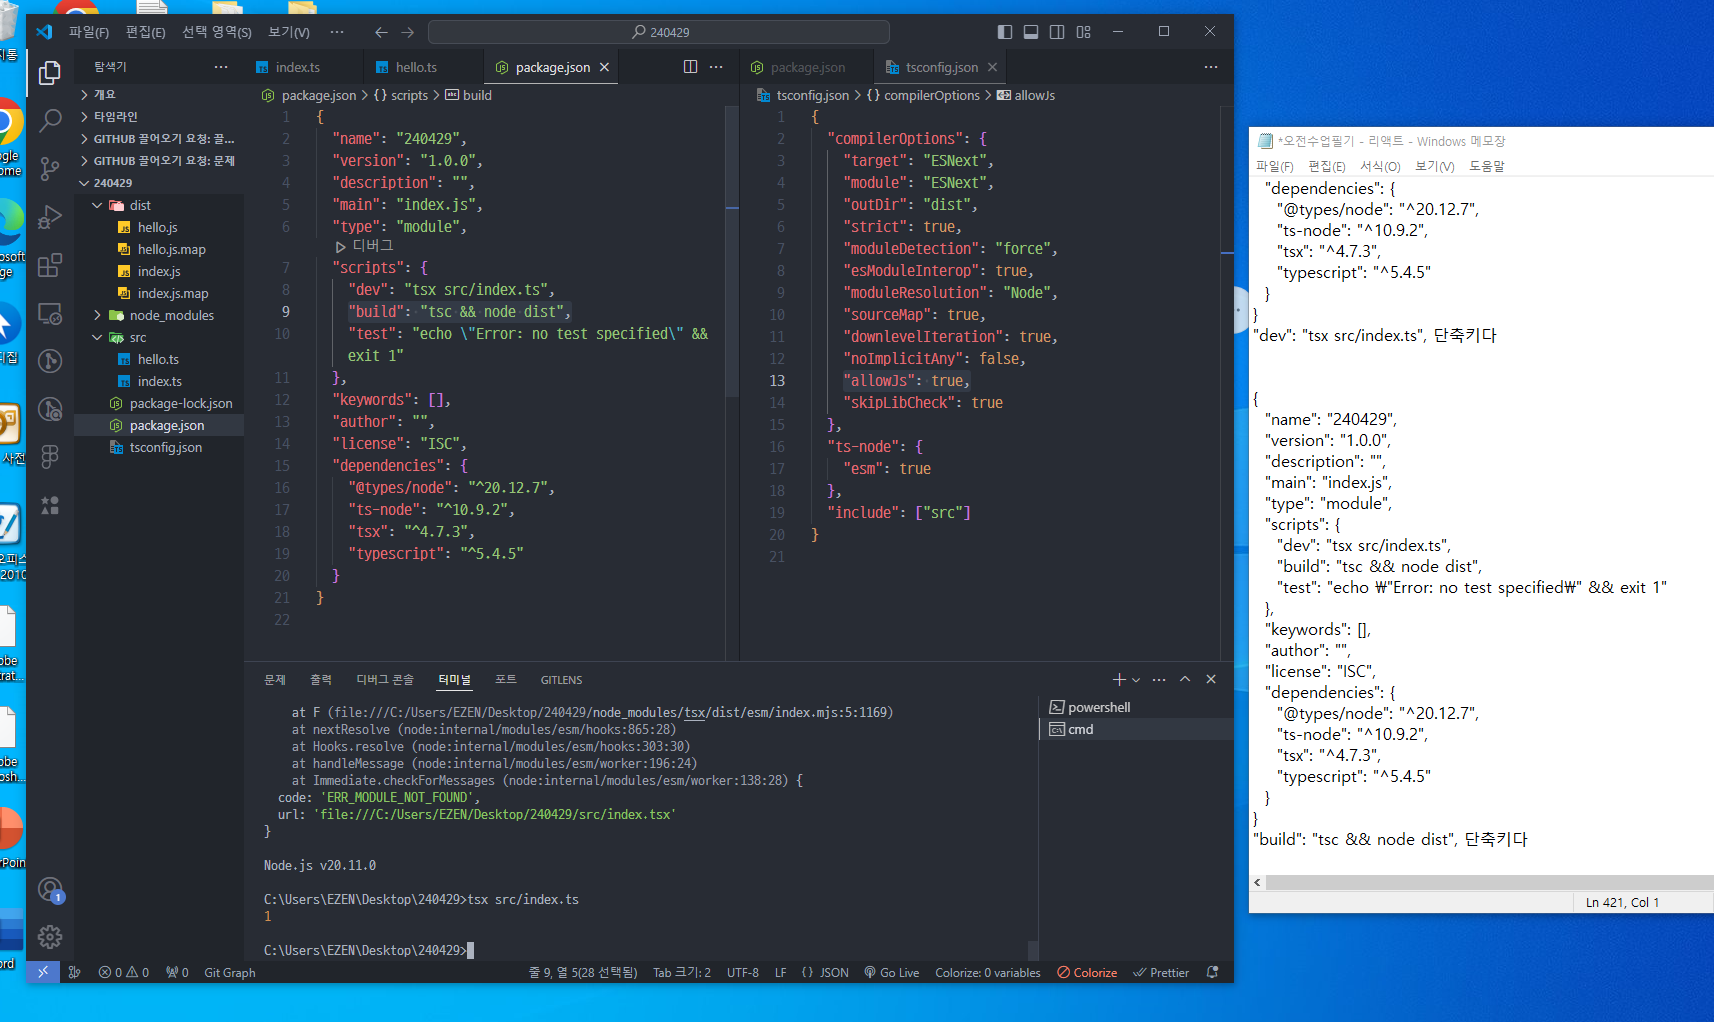 파일(F) 편집(E) 선택 영역(S) 보기(V) ··· 240429
탐색기 ···
개요
타임라인
GITHUB 끌어오기 요청: 끌...
GITHUB 끌어오기 요청: 문제
240429
dist
hello.js
hello.js.map
index.js
index.js.map
node_modules
src
hello.ts
index.ts
package-lock.json
package.json
tsconfig.json
index.ts hello.ts package.json
package.json > {} scripts > build
1 {
2 "name": "240429",
3 "version": "1.0.0",
4 "description": "",
5 "main": "index.js",
6 "type": "module",
디버그
7 "scripts": {
8 "dev": "tsx src/index.ts",
9 "build": "tsc && node dist",
10 "test": "echo \"Error: no test specified\" &&
exit 1"
11 },
12 "keywords": [],
13 "author": "",
14 "license": "ISC",
15 "dependencies": {
16 "@types/node": "^20.12.7",
17 "ts-node": "^10.9.2",
18 "tsx": "^4.7.3",
19 "typescript": "^5.4.5"
20 }
21 }
22
package.json tsconfig.json
tsconfig.json > {} compilerOptions > allowJs
1 {
2 "compilerOptions": {
3 "target": "ESNext",
4 "module": "ESNext",
5 "outDir": "dist",
6 "strict": true,
7 "moduleDetection": "force",
8 "esModuleInterop": true,
9 "moduleResolution": "Node",
10 "sourceMap": true,
11 "downlevelIteration": true,
12 "noImplicitAny": false,
13 "allowJs": true,
14 "skipLibCheck": true
15 },
16 "ts-node": {
17 "esm": true
18 },
19 "include": ["src"]
20 }
21
문제 출력 디버그 콘솔 터미널 포트 GITLENS
at F (file:///C:/Users/EZEN/Desktop/240429/node_modules/tsx/dist/esm/index.mjs:5:1169)
at nextResolve (node:internal/modules/esm/hooks:865:28)
at Hooks.resolve (node:internal/modules/esm/hooks:303:30)
at handleMessage (node:internal/modules/esm/worker:196:24)
at Immediate.checkForMessages (node:internal/modules/esm/worker:138:28) {
code: 'ERR_MODULE_NOT_FOUND',
url: 'file:///C:/Users/EZEN/Desktop/240429/src/index.tsx'
}
Node.js v20.11.0
C:\Users\EZEN\Desktop\240429>tsx src/index.ts
1
C:\Users\EZEN\Desktop\240429>
powershell
cmd
1
0 0 0 Git Graph 줄 9, 열 5(28 선택됨) Tab 크기: 2 UTF-8 LF {} JSON Go Live Colorize: 0 variables Colorize Prettier
*오전수업필기 - 리액트 - Windows 메모장
파일(F) 편집(E) 서식(O) 보기(V) 도움말
"dependencies": {
"@types/node": "^20.12.7",
"ts-node": "^10.9.2",
"tsx": "^4.7.3",
"typescript": "^5.4.5"
}
}
"dev": "tsx src/index.ts", 단축키다
{
"name": "240429",
"version": "1.0.0",
"description": "",
"main": "index.js",
"type": "module",
"scripts": {
"dev": "tsx src/index.ts",
"build": "tsc && node dist",
"test": "echo ₩"Error: no test specified₩" && exit 1"
},
"keywords": [],
"author": "",
"license": "ISC",
"dependencies": {
"@types/node": "^20.12.7",
"ts-node": "^10.9.2",
"tsx": "^4.7.3",
"typescript": "^5.4.5"
}
}
"build": "tsc && node dist", 단축키다
Ln 421, Col 1